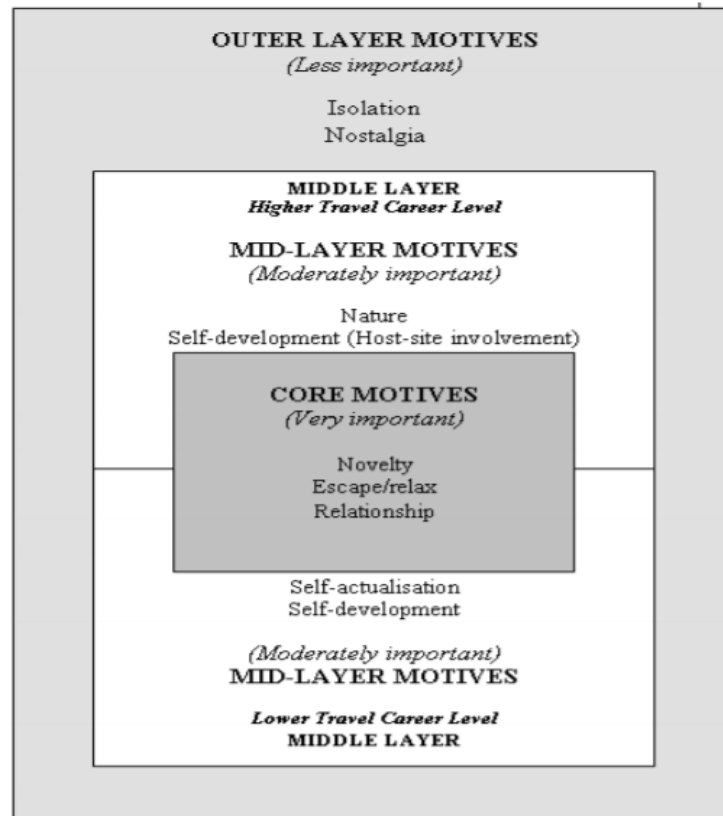 OUTER LAYER MOTIVES
(Less important)
Isolation
Nostalgia
MIDDLE LAYER
Higher Travel Career Level
MID-LAYER MOTIVES
(Moderately important)
Nature
Self-development (Host-site involvement)
CORE MOTIVES
(Very important)
Novelty
Escape/relax
Relationship
Self-actualisation
Self-development
(Moderately important)
MID-LAYER MOTIVES
Lower Travel Career Level
MIDDLE LAYER